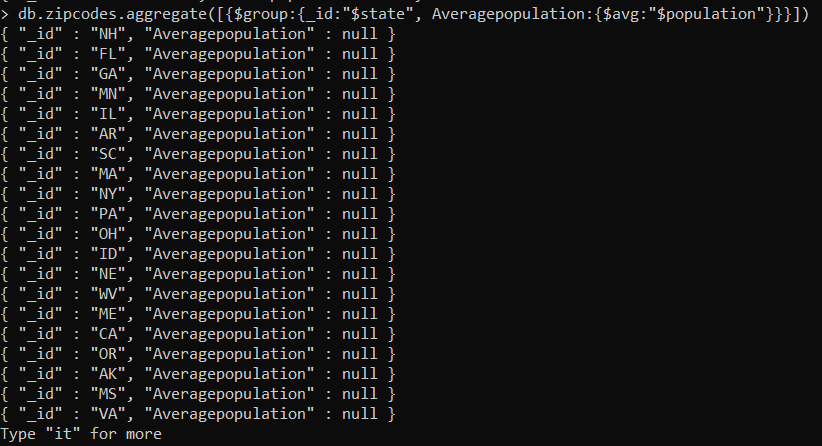 > db.zipcodes.aggregate([{$group:{_id:"$state", Averagepopulation:{$avg:"$population"}}}])
{ "_id" : "NH", "Averagepopulation" : null }
{ "_id" : "FL", "Averagepopulation" : null }
{ "_id" : "GA", "Averagepopulation" : null }
{ "_id" : "MN", "Averagepopulation" : null }
{ "_id" : "IL", "Averagepopulation" : null }
{ "_id" : "AR", "Averagepopulation" : null }
{ "_id" : "SC", "Averagepopulation" : null }
{ "_id" : "MA", "Averagepopulation" : null }
{ "_id" : "NY", "Averagepopulation" : null }
{ "_id" : "PA", "Averagepopulation" : null }
{ "_id" : "OH", "Averagepopulation" : null }
{ "_id" : "ID", "Averagepopulation" : null }
{ "_id" : "NE", "Averagepopulation" : null }
{ "_id" : "WV", "Averagepopulation" : null }
{ "_id" : "ME", "Averagepopulation" : null }
{ "_id" : "CA", "Averagepopulation" : null }
{ "_id" : "OR", "Averagepopulation" : null }
{ "_id" : "AK", "Averagepopulation" : null }
{ "_id" : "MS", "Averagepopulation" : null }
{ "_id" : "VA", "Averagepopulation" : null }
Type "it" for more